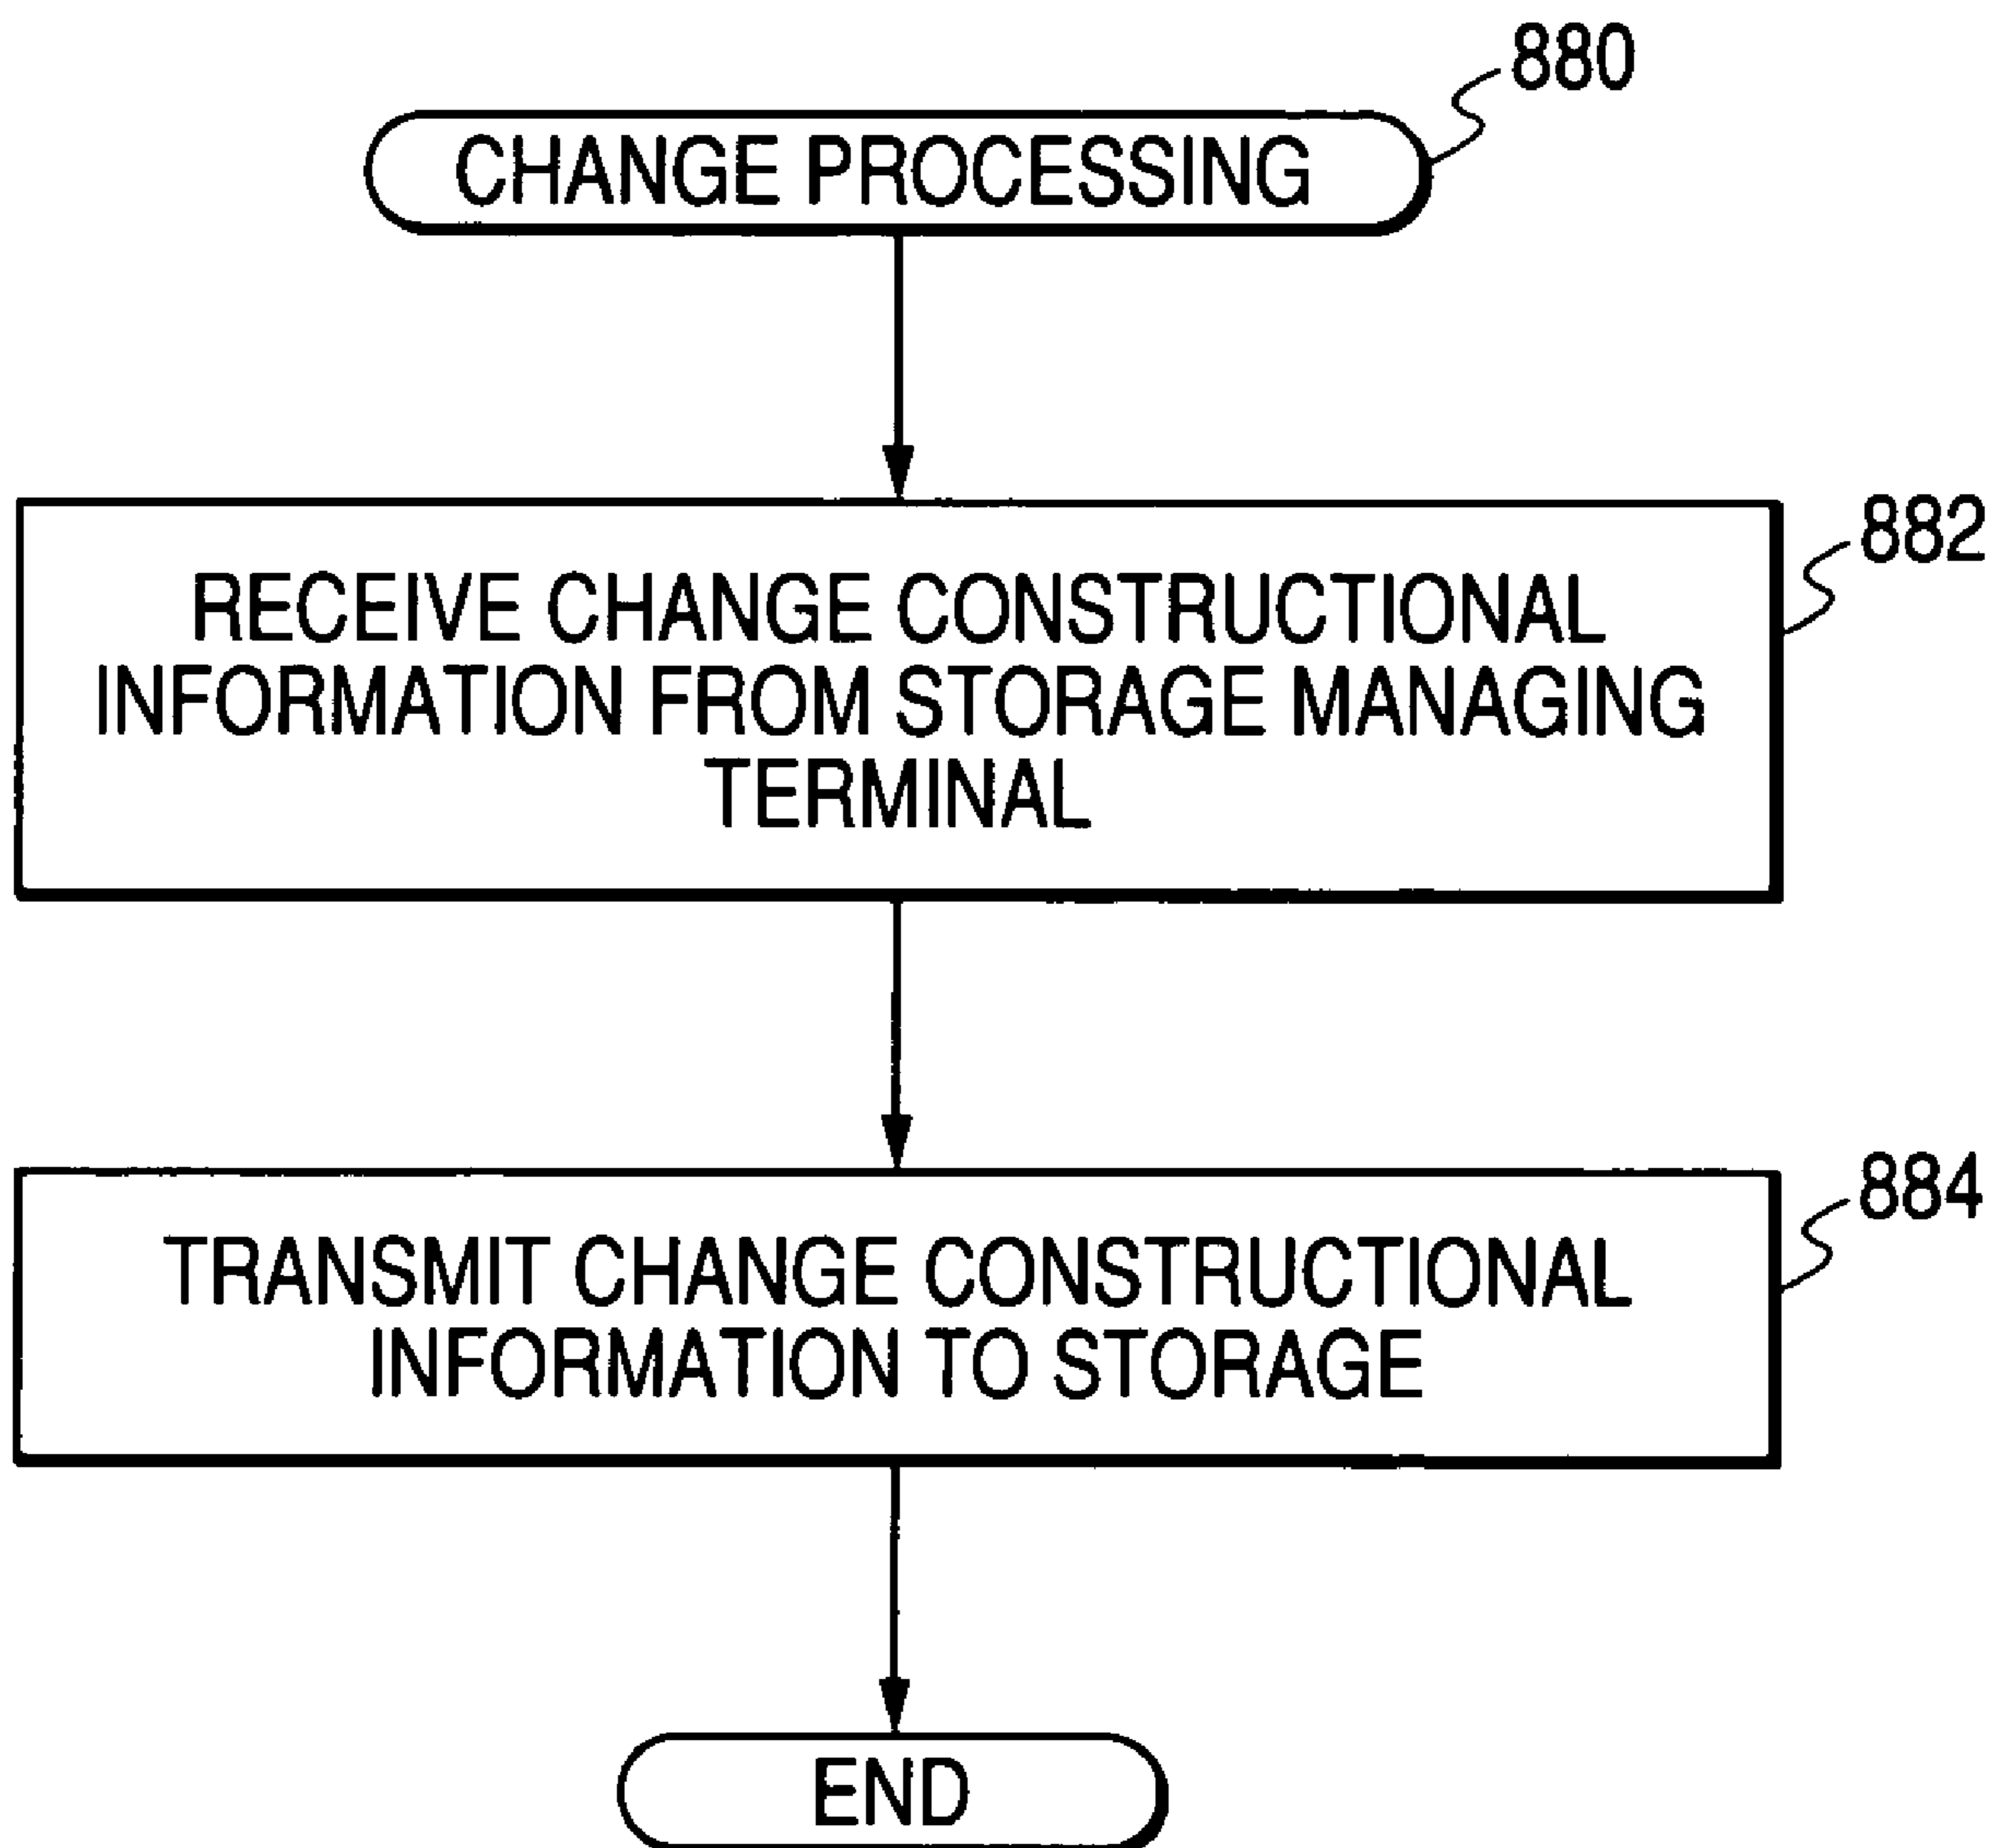 880
CHANGE PROCESSING
882
RECEIVE CHANGE CONSTRUCTIONAL
INFORMATION FROM STORAGE MANAGING
TERMINAL
884
TRANSMIT CHANGE CONSTRUCTIONAL
INFORMATION TO STORAGE
END